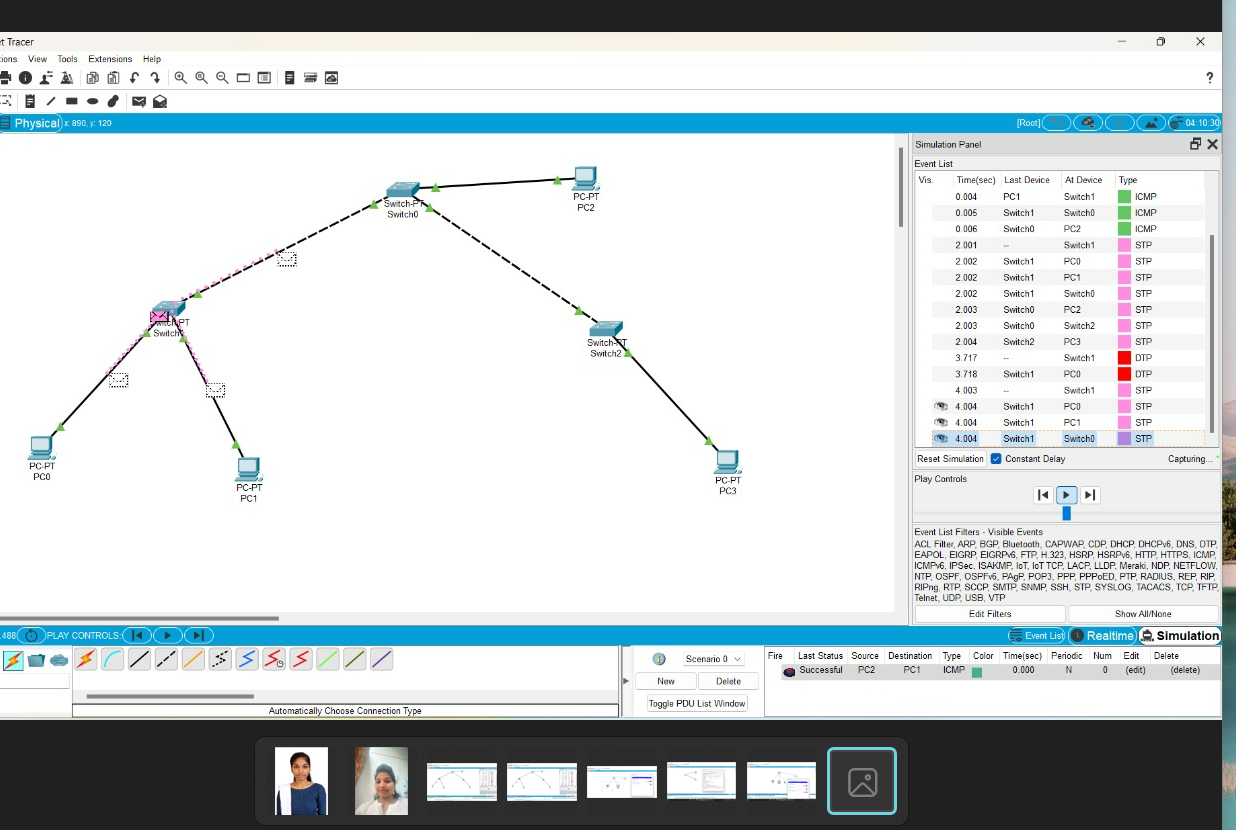 et Tracer
ions View Tools Extensions Help
?
Physical x: 890, y: 120 [Root] 04:10:30
Simulation Panel
Event List
Vis. Time(sec) Last Device At Device Type
0.004 PC1 Switch1 ICMP
0.005 Switch1 Switch0 ICMP
0.006 Switch0 PC2 ICMP
2.001 -- Switch1 STP
2.002 Switch1 PC0 STP
2.002 Switch1 PC1 STP
2.002 Switch1 Switch0 STP
2.003 Switch0 PC2 STP
2.003 Switch0 Switch2 STP
2.004 Switch2 PC3 STP
3.717 -- Switch1 DTP
3.718 Switch1 PC0 DTP
4.003 -- Switch1 STP
4.004 Switch1 PC0 STP
4.004 Switch1 PC1 STP
4.004 Switch1 Switch0 STP
Reset Simulation Constant Delay Capturing...
Play Controls
Event List Filters - Visible Events
ACL Filter, ARP, BGP, Bluetooth, CAPWAP, CDP, DHCP, DHCPv6, DNS, DTP,
EAPOL, EIGRP, EIGRPv6, FTP, H.323, HSRP, HSRPv6, HTTP, HTTPS, ICMP,
ICMPv6, IPSec, ISAKMP, IoT, IoT TCP, LACP, LLDP, Meraki, NDP, NETFLOW,
NTP, OSPF, OSPFv6, PAgP, POP3, PPP, PPPoED, PTP, RADIUS, REP, RIP,
RIPng, RTP, SCCP, SMTP, SNMP, SSH, STP, SYSLOG, TACACS, TCP, TFTP,
Telnet, UDP, USB, VTP
Edit Filters Show All/None
Switch-PT
Switch0
PC-PT
PC2
Switch-PT
Switch1
Switch-PT
Switch2
PC-PT
PC0
PC-PT
PC1
PC-PT
PC3
.488 PLAY CONTROLS: Event List Realtime Simulation
Scenario 0
New Delete
Toggle PDU List Window
Fire Last Status Source Destination Type Color Time(sec) Periodic Num Edit Delete
Successful PC2 PC1 ICMP 0.000 N 0 (edit) (delete)
Automatically Choose Connection Type